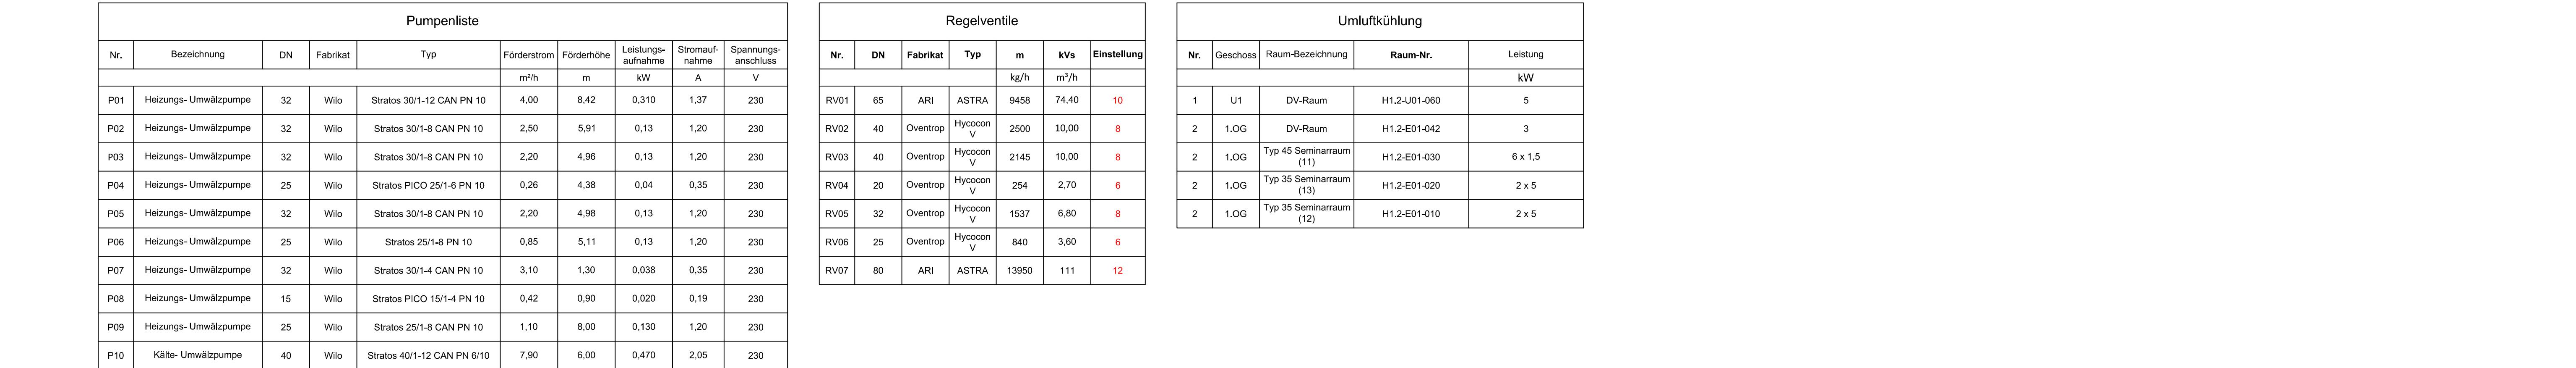 Pumpenliste
Nr. Bezeichnung DN Fabrikat Typ Förderstrom Förderhöhe Leistungs- Stromauf- Spannungs-
aufnahme nahme anschluss
m²/h m kW A V
P01 Heizungs- Umwälzpumpe 32 Wilo Stratos 30/1-12 CAN PN 10 4,00 8,42 0,310 1,37 230
P02 Heizungs- Umwälzpumpe 32 Wilo Stratos 30/1-8 CAN PN 10 2,50 5,91 0,13 1,20 230
P03 Heizungs- Umwälzpumpe 32 Wilo Stratos 30/1-8 CAN PN 10 2,20 4,96 0,13 1,20 230
P04 Heizungs- Umwälzpumpe 25 Wilo Stratos PICO 25/1-6 PN 10 0,26 4,38 0,04 0,35 230
P05 Heizungs- Umwälzpumpe 32 Wilo Stratos 30/1-8 CAN PN 10 2,20 4,98 0,13 1,20 230
P06 Heizungs- Umwälzpumpe 25 Wilo Stratos 25/1-8 PN 10 0,85 5,11 0,13 1,20 230
P07 Heizungs- Umwälzpumpe 32 Wilo Stratos 30/1-4 CAN PN 10 3,10 1,30 0,038 0,35 230
P08 Heizungs- Umwälzpumpe 15 Wilo Stratos PICO 15/1-4 PN 10 0,42 0,90 0,020 0,19 230
P09 Heizungs- Umwälzpumpe 25 Wilo Stratos 25/1-8 CAN PN 10 1,10 8,00 0,130 1,20 230
P10 Kälte- Umwälzpumpe 40 Wilo Stratos 40/1-12 CAN PN 6/10 7,90 6,00 0,470 2,05 230
Regelventile
Nr. DN Fabrikat Typ m kVs Einstellung
kg/h m³/h
RV01 65 ARI ASTRA 9458 74,40 10
RV02 40 Oventrop Hycocon V 2500 10,00 8
RV03 40 Oventrop Hycocon V 2145 10,00 8
RV04 20 Oventrop Hycocon V 254 2,70 6
RV05 32 Oventrop Hycocon V 1537 6,80 8
RV06 25 Oventrop Hycocon V 840 3,60 6
RV07 80 ARI ASTRA 13950 111 12
Umluftkühlung
Nr. Geschoss Raum-Bezeichnung Raum-Nr. Leistung
kW
1 U1 DV-Raum H1.2-U01-060 5
2 1.OG DV-Raum H1.2-E01-042 3
2 1.OG Typ 45 Seminarraum (11) H1.2-E01-030 6 x 1,5
2 1.OG Typ 35 Seminarraum (13) H1.2-E01-020 2 x 5
2 1.OG Typ 35 Seminarraum (12) H1.2-E01-010 2 x 5